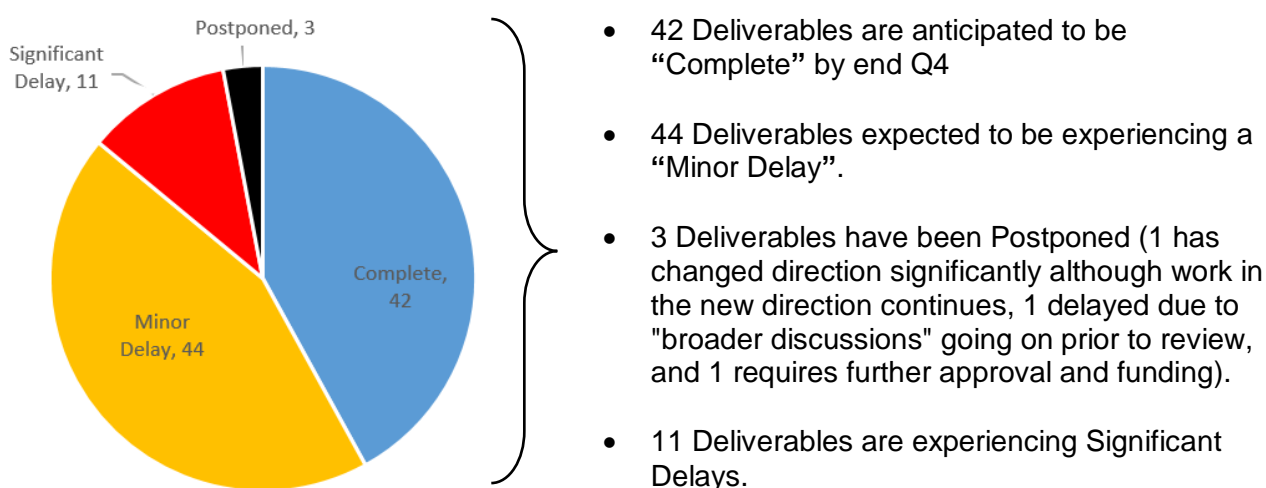 Postponed, 3
Significant
Delay, 11
Complete,
42
Minor
Delay, 44
• 42 Deliverables are anticipated to be
“Complete” by end Q4
• 44 Deliverables expected to be experiencing a
“Minor Delay”.
• 3 Deliverables have been Postponed (1 has
changed direction significantly although work in
the new direction continues, 1 delayed due to
"broader discussions" going on prior to review,
and 1 requires further approval and funding).
• 11 Deliverables are experiencing Significant
Delays.